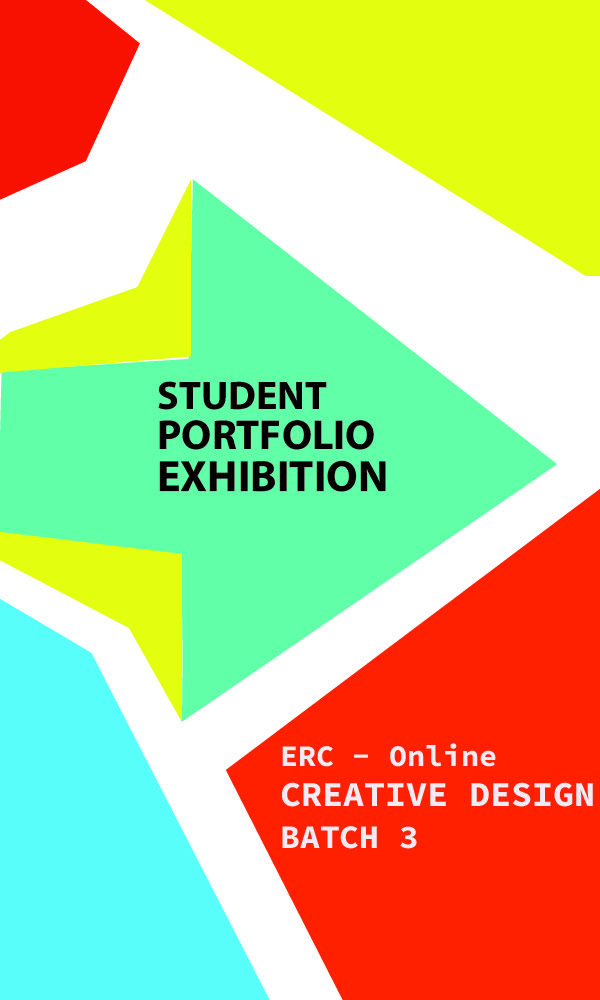 STUDENT
PORTFOLIO
EXHIBITION
ERC - Online
CREATIVE DESIGN
BATCH 3